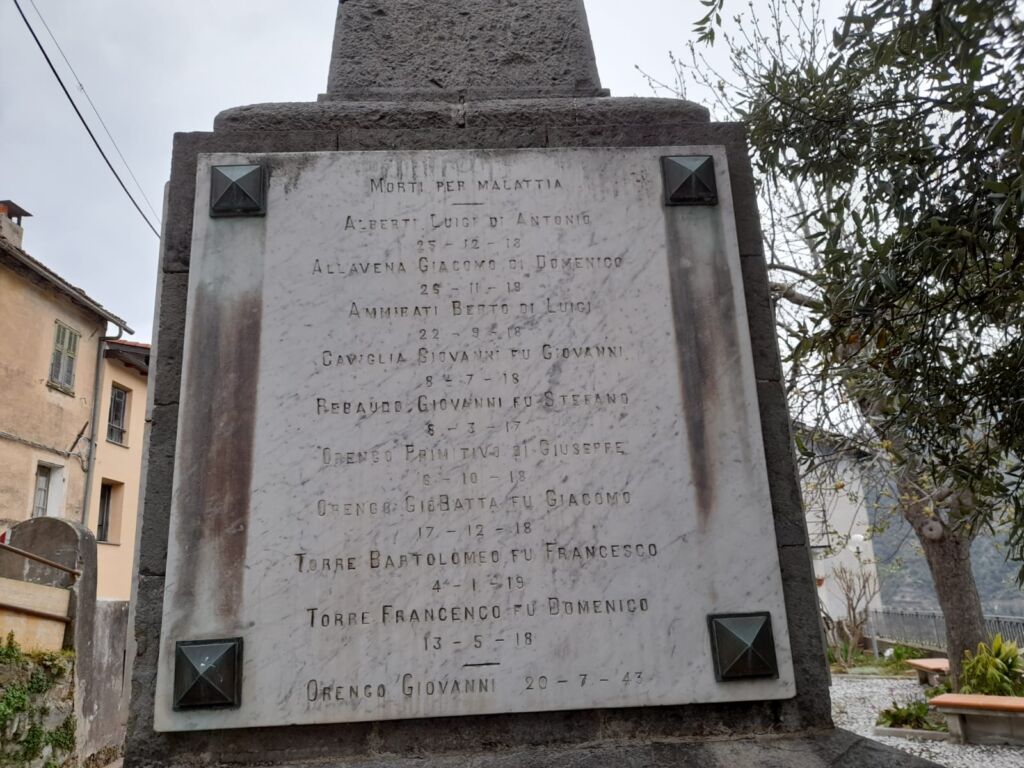 MORTI PER MALATTIA
ALBERTI LUIGI DI ANTONIO
25-12-18
ALLAVENA GIACOMO DI DOMENICO
26-11-18
AMMIRATI BERTO DI LUIGI
22-9-18
CAVIGLIA GIOVANNI FU GIOVANNI
8-7-18
REBAUDO GIOVANNI FU STEFANO
6-3-17
ORENGO PRIMITIVO DI GIUSEPPE
6-10-18
ORENGO GIOBATTA FU GIACOMO
17-12-18
TORRE BARTOLOMEO FU FRANCESCO
4-1-19
TORRE FRANCENCO FU DOMENICO
13-5-18
ORENGO GIOVANNI 20-7-43